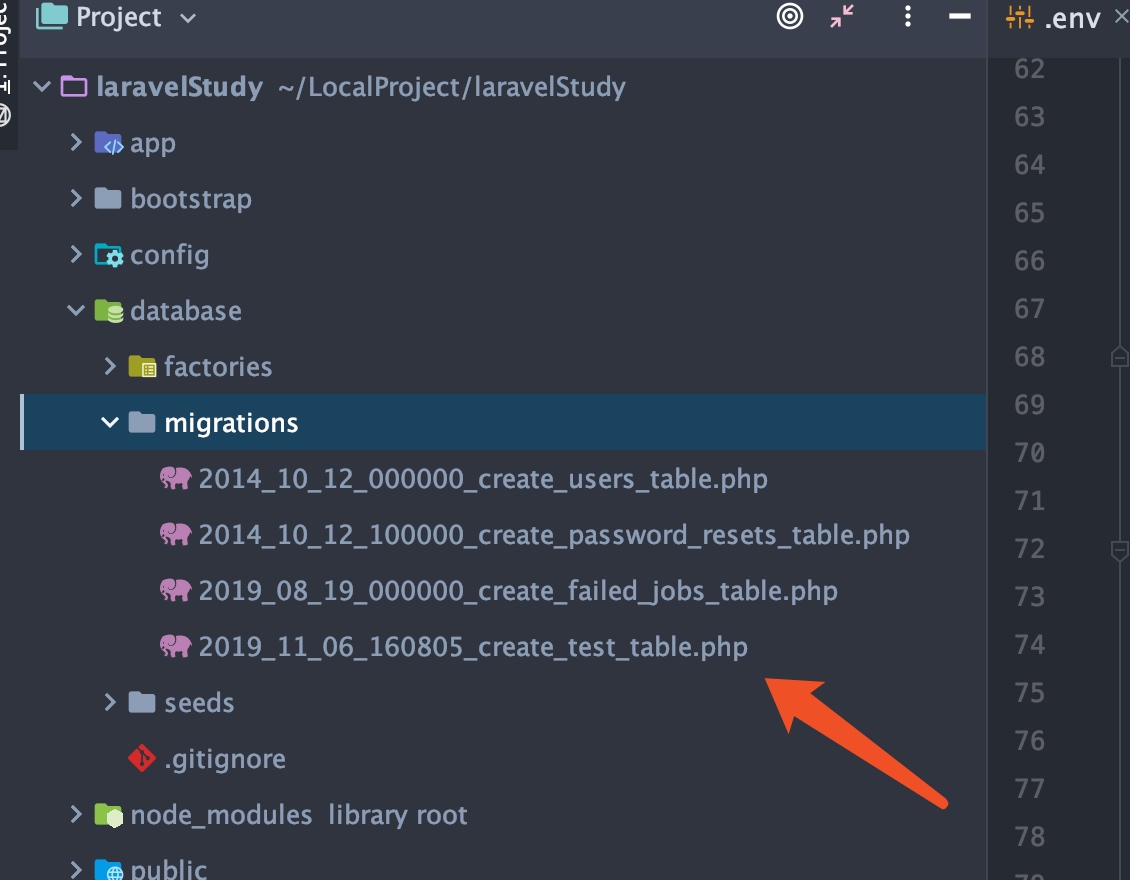 Project
.env
laravelStudy ~/LocalProject/laravelStudy
app
bootstrap
config
database
factories
migrations
2014_10_12_000000_create_users_table.php
2014_10_12_100000_create_password_resets_table.php
2019_08_19_000000_create_failed_jobs_table.php
2019_11_06_160805_create_test_table.php
seeds
.gitignore
node_modules library root
public
62
63
64
65
66
67
68
69
70
71
72
73
74
75
76
77
78